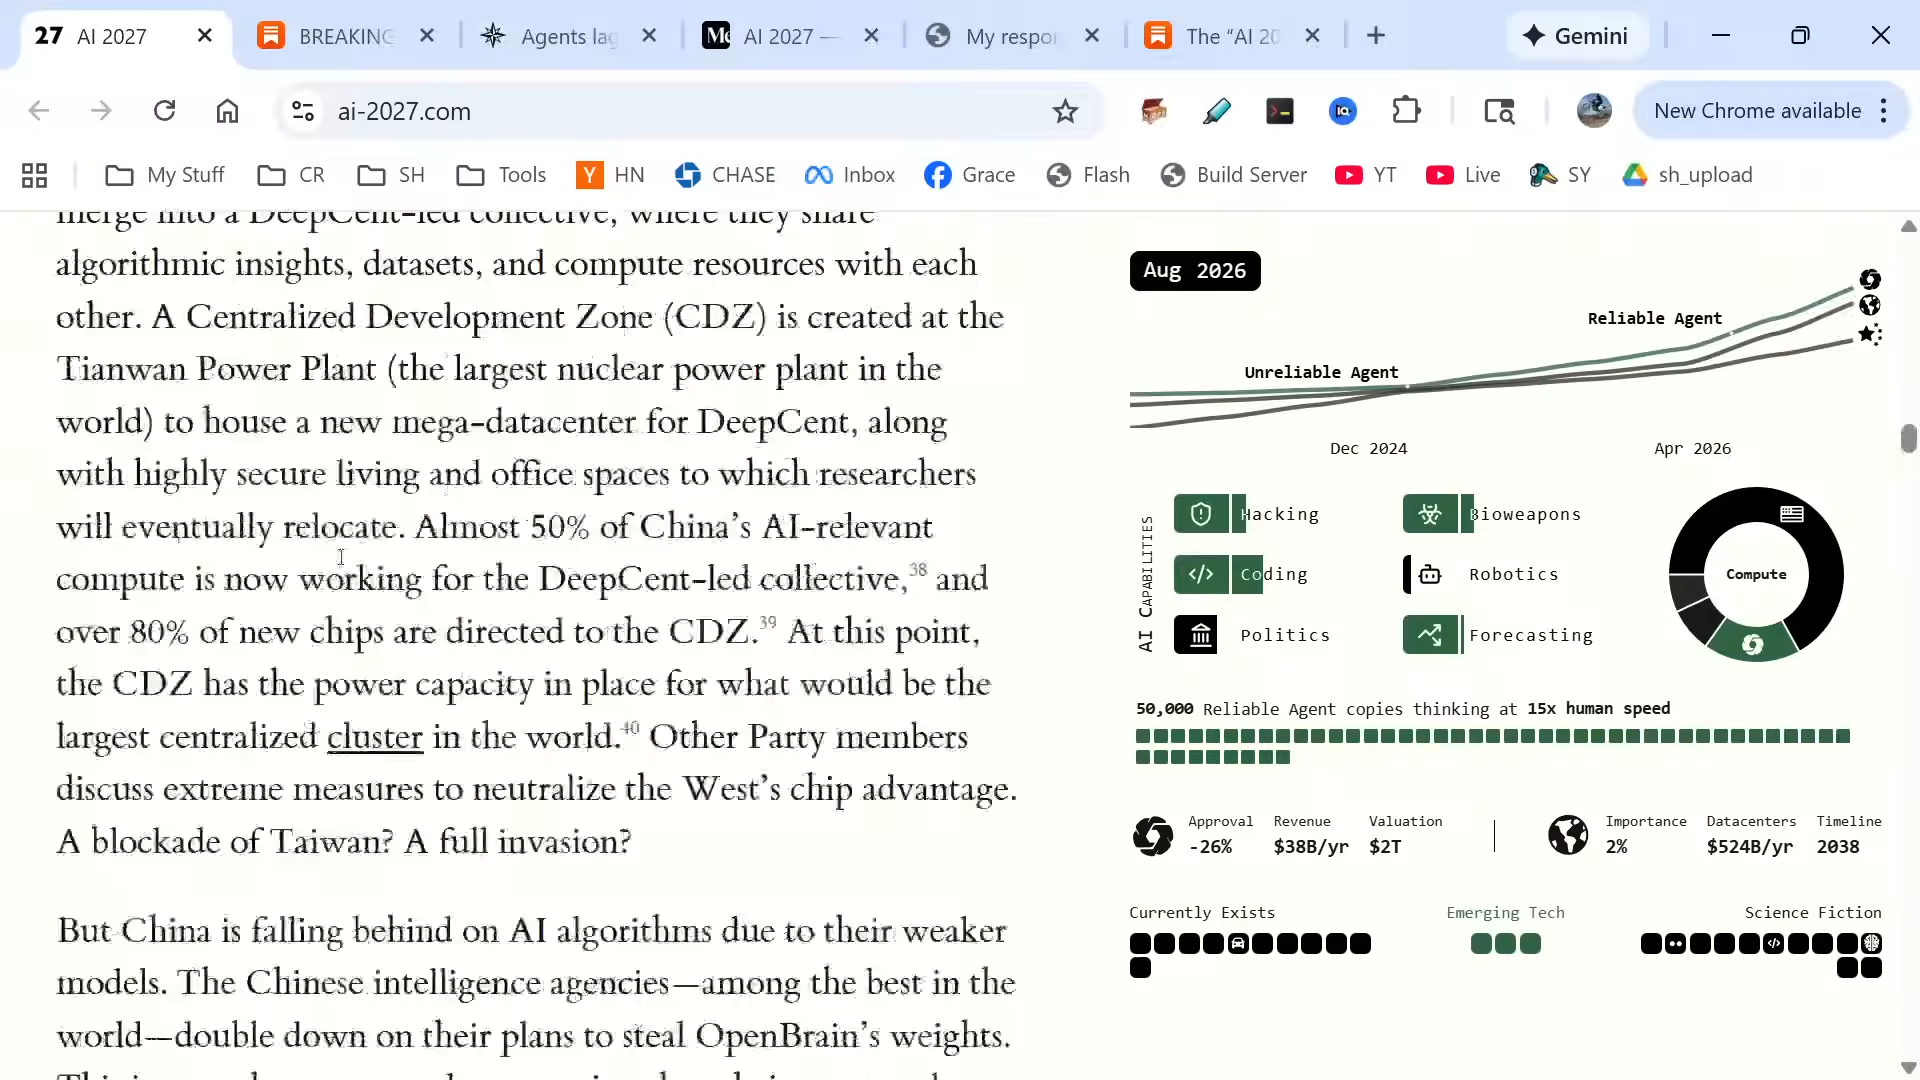 27 AI 2027
BREAKING
Agents lag
AI 2027 —
My respo
The “AI 20
Gemini
ai-2027.com
New Chrome available
My Stuff
CR
SH
Tools
Y HN
CHASE
Inbox
Grace
Flash
Build Server
YT
Live
SY
sh_upload
merge into a DeepCent-led collective, where they share
algorithmic insights, datasets, and compute resources with each
other. A Centralized Development Zone (CDZ) is created at the
Tianwan Power Plant (the largest nuclear power plant in the
world) to house a new mega-datacenter for DeepCent, along
with highly secure living and office spaces to which researchers
will eventually relocate. Almost 50% of China’s AI-relevant
compute is now working for the DeepCent-led collective,38 and
over 80% of new chips are directed to the CDZ.39 At this point,
the CDZ has the power capacity in place for what would be the
largest centralized cluster in the world.40 Other Party members
discuss extreme measures to neutralize the West’s chip advantage.
A blockade of Taiwan? A full invasion?
But China is falling behind on AI algorithms due to their weaker
models. The Chinese intelligence agencies—among the best in the
world—double down on their plans to steal OpenBrain’s weights.
Aug 2026
Reliable Agent
Unreliable Agent
Dec 2024
Apr 2026
AI CAPABILITIES
Hacking
Bioweapons
Coding
Robotics
Politics
Forecasting
Compute
50,000 Reliable Agent copies thinking at 15x human speed
Approval Revenue Valuation
-26% $38B/yr $2T
Importance Datacenters Timeline
2% $524B/yr 2038
Currently Exists
Emerging Tech
Science Fiction